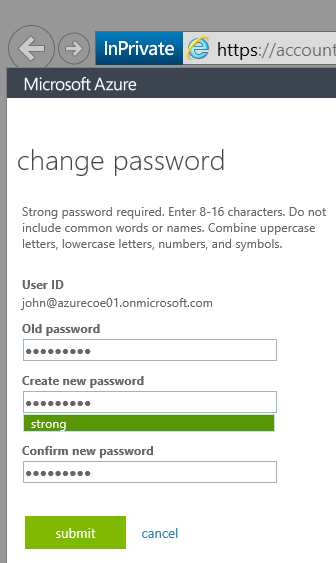 InPrivate https://account
Microsoft Azure
change password
Strong password required. Enter 8-16 characters. Do not
include common words or names. Combine uppercase
letters, lowercase letters, numbers, and symbols.
User ID
john@azurecoe01.onmicrosoft.com
Old password
•••••••••
Create new password
•••••••••
strong
Confirm new password
•••••••••
submit cancel